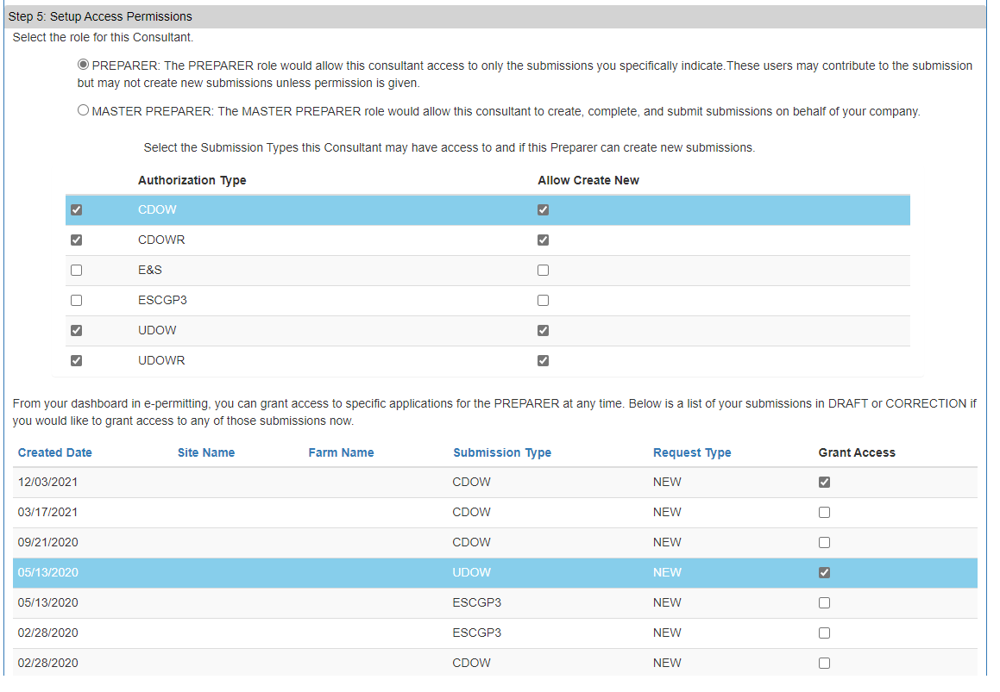 Step 5: Setup Access Permissions
Select the role for this Consultant.
PREPARER: The PREPARER role would allow this consultant access to only the submissions you specifically indicate.These users may contribute to the submission
but may not create new submissions unless permission is given.
MASTER PREPARER: The MASTER PREPARER role would allow this consultant to create, complete, and submit submissions on behalf of your company.
Select the Submission Types this Consultant may have access to and if this Preparer can create new submissions.
Authorization Type Allow Create New
CDOW
CDOWR
E&S
ESCGP3
UDOW
UDOWR
From your dashboard in e-permitting, you can grant access to specific applications for the PREPARER at any time. Below is a list of your submissions in DRAFT or CORRECTION if
you would like to grant access to any of those submissions now.
Created Date Site Name Farm Name Submission Type Request Type Grant Access
12/03/2021 CDOW NEW
03/17/2021 CDOW NEW
09/21/2020 CDOW NEW
05/13/2020 UDOW NEW
05/13/2020 ESCGP3 NEW
02/28/2020 ESCGP3 NEW
02/28/2020 CDOW NEW